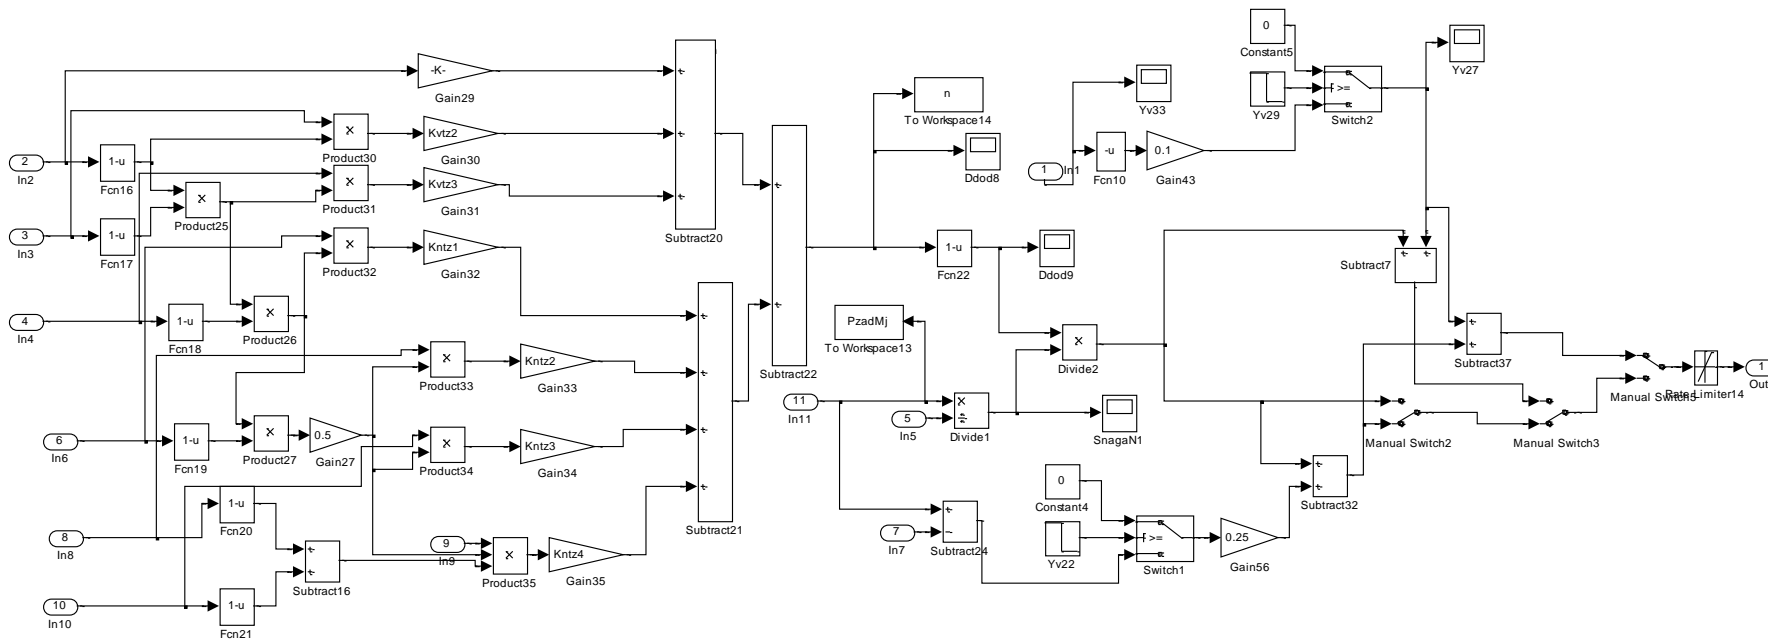 0
Constant5
Yv27
-K-
Gain29
n
To Workspace14
Yv33
>=
Yv29
Switch2
×
Product30
Kvtz2
Gain30
2
In2
1-u
Fcn16
Ddod8
1
In1
-u
Fcn10
0.1
Gain43
×
Product25
×
Product31
Kvtz3
Gain31
3
In3
1-u
Fcn17
Subtract20
×
Product32
Kntz1
Gain32
1-u
Fcn22
Ddod9
Subtract7
4
In4
1-u
Fcn18
×
Product26
PzadMj
To Workspace13
×
Divide2
Subtract37
×
Product33
Kntz2
Gain33
Subtract22
1
Out
Manual Switch5
Rate Limiter14
11
In11
5
In5
×
÷
Divide1
SnagaN1
Manual Switch2
Manual Switch3
6
In6
1-u
Fcn19
×
Product27
0.5
Gain27
×
Product34
Kntz3
Gain34
0
Constant4
Subtract32
1-u
Fcn20
Subtract21
8
In8
9
In9
×
Product35
Kntz4
Gain35
7
In7
Subtract24
Yv22
>=
Switch1
0.25
Gain56
Subtract16
10
In10
1-u
Fcn21